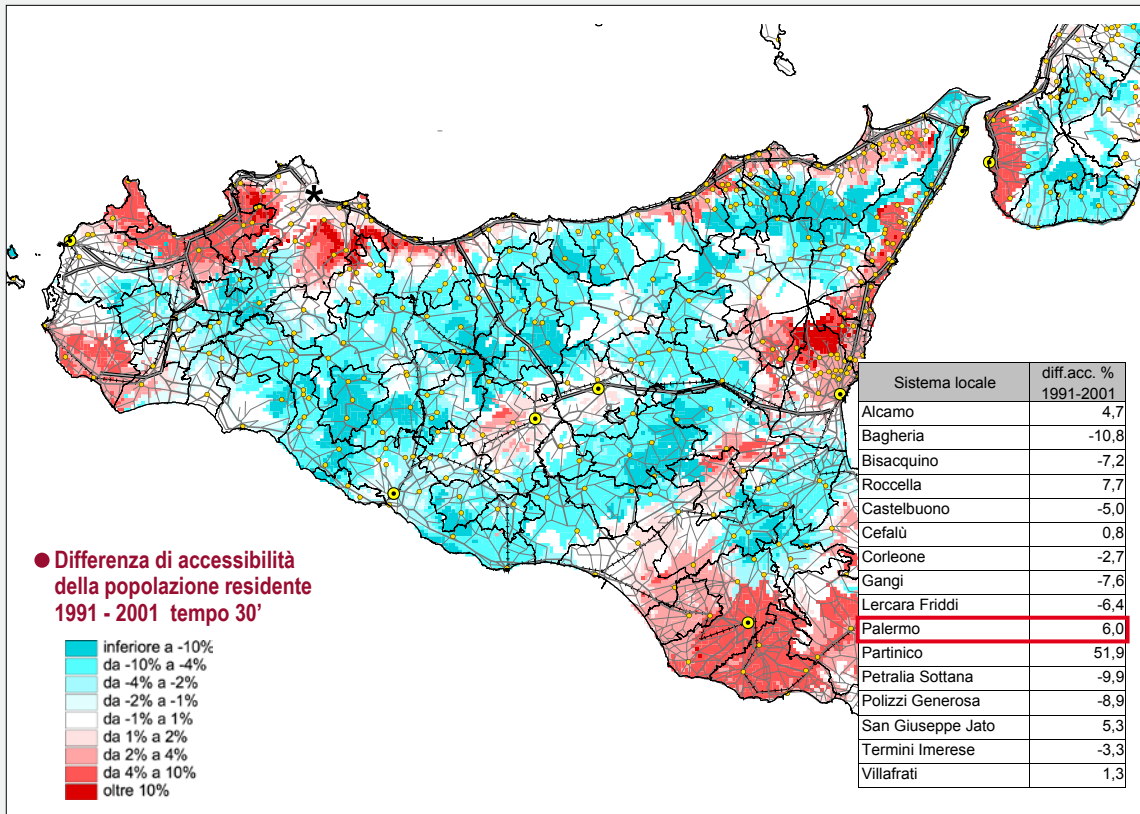 ● Differenza di accessibilità
della popolazione residente
1991 - 2001 tempo 30'
inferiore a -10%
da -10% a -4%
da -4% a -2%
da -2% a -1%
da -1% a 1%
da 1% a 2%
da 2% a 4%
da 4% a 10%
oltre 10%
Sistema locale diff.acc. %
1991-2001
Alcamo 4,7
Bagheria -10,8
Bisacquino -7,2
Roccella 7,7
Castelbuono -5,0
Cefalù 0,8
Corleone -2,7
Gangi -7,6
Lercara Friddi -6,4
Palermo 6,0
Partinico 51,9
Petralia Sottana -9,9
Polizzi Generosa -8,9
San Giuseppe Jato 5,3
Termini Imerese -3,3
Villafrati 1,3